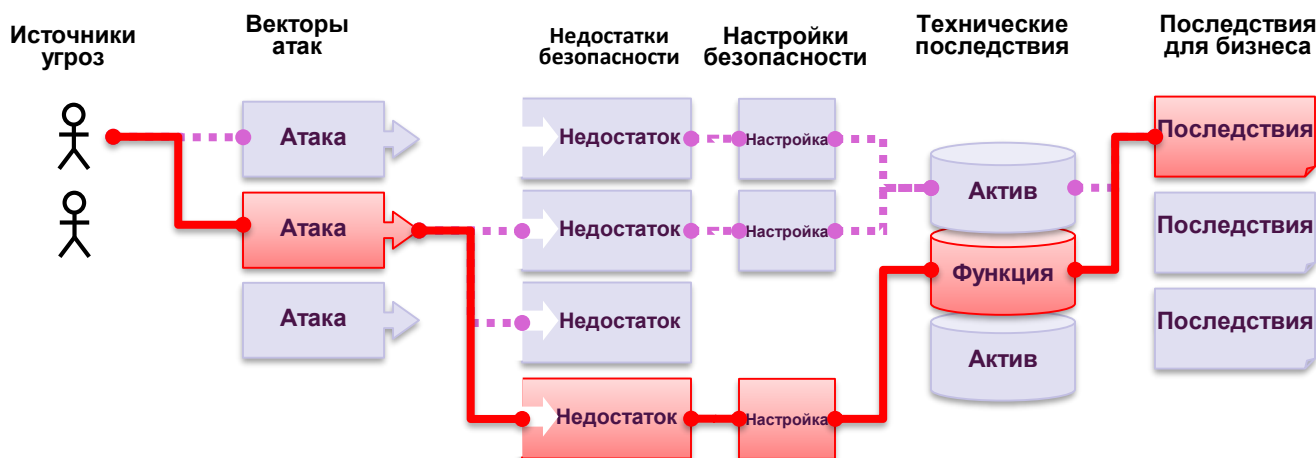 Источники
угроз
Векторы
атак
Недостатки
безопасности
Настройки
безопасности
Технические
последствия
Последствия
для бизнеса
Атака
Недостаток
Настройка
Последствия
Актив
Атака
Недостаток
Настройка
Последствия
Функция
Атака
Недостаток
Последствия
Актив
Недостаток
Настройка